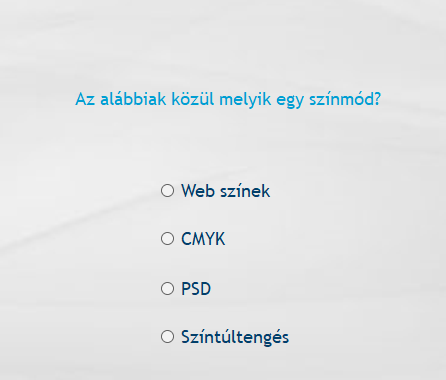 Az alábbiak közül melyik egy színmód?
Web színek
CMYK
PSD
Színtúltengés